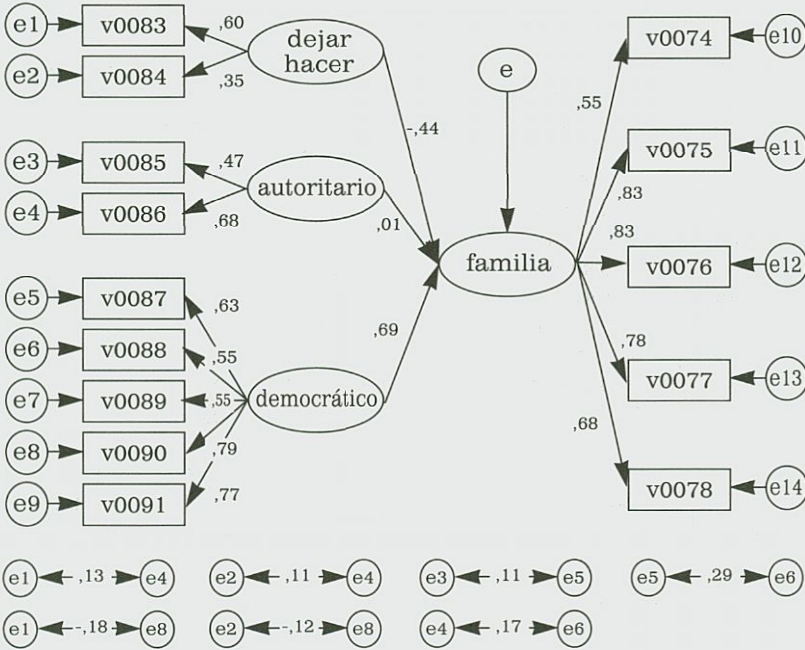 e1 v0083 ,60 dejar hacer
e2 v0084 ,35
e3 v0085 ,47 autoritario
e4 v0086 ,68
e5 v0087 ,63
e6 v0088 ,55
e7 v0089 ,55 democrático
e8 v0090 ,79
e9 v0091 ,77
-,44
,01
,69
e
familia
,55 v0074 e10
,83 v0075 e11
,83 v0076 e12
,78 v0077 e13
,68 v0078 e14
e1 ,13 e4 e2 ,11 e4 e3 ,11 e5 e5 ,29 e6
e1 -,18 e8 e2 -,12 e8 e4 ,17 e6